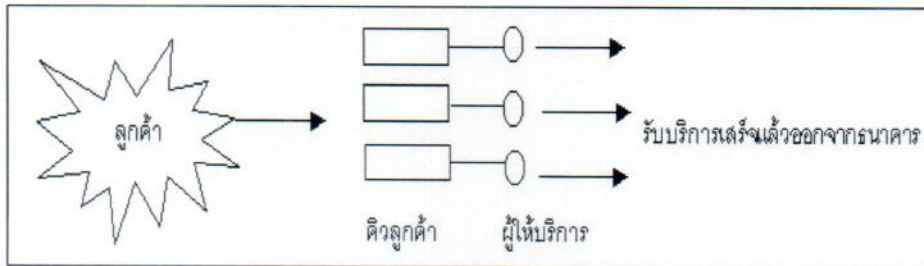 ลูกค้า
รับบริการเสร็จแล้วออกจากธนาคาร
คิวลูกค้า ผู้ให้บริการ